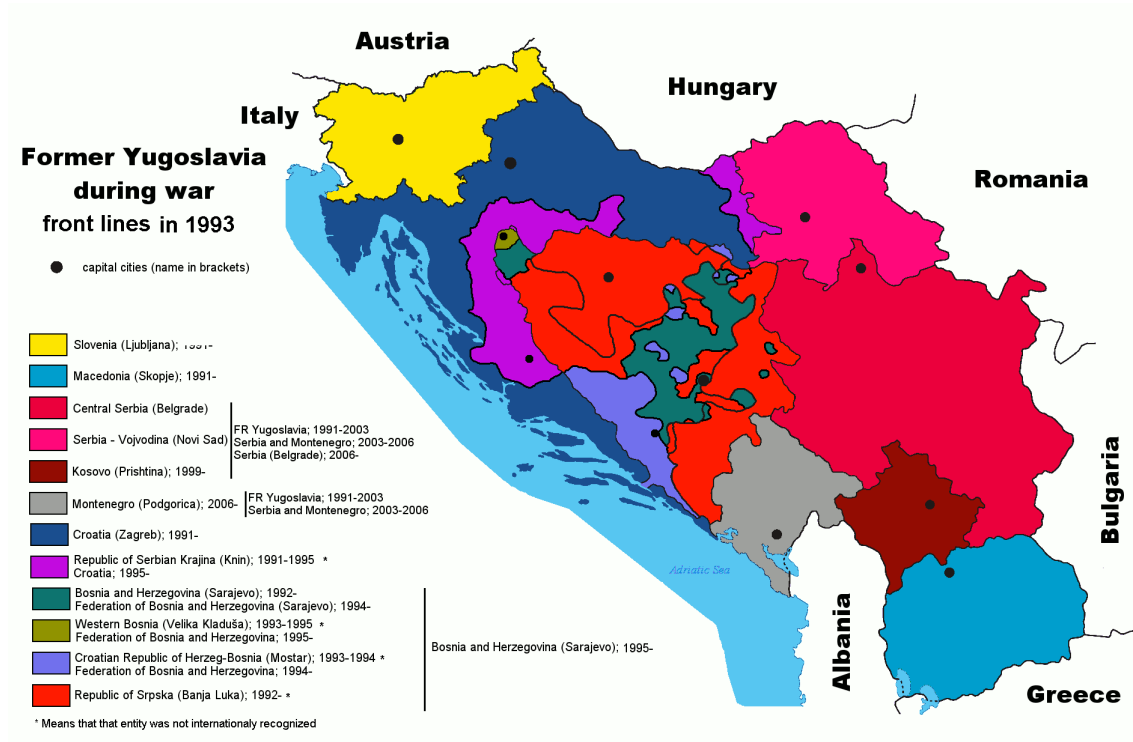 Austria
Hungary
Italy
Former Yugoslavia
during war
front lines in 1993
Romania
capital cities (name in brackets)
Slovenia (Ljubljana); 1991-
Macedonia (Skopje); 1991-
Central Serbia (Belgrade)
Serbia - Vojvodina (Novi Sad)
Kosovo (Prishtina); 1999-
FR Yugoslavia; 1991-2003
Serbia and Montenegro; 2003-2006
Serbia (Belgrade); 2006-
Montenegro (Podgorica); 2006-
FR Yugoslavia; 1991-2003
Serbia and Montenegro; 2003-2006
Croatia (Zagreb); 1991-
Republic of Serbian Krajina (Knin); 1991-1995 *
Croatia; 1995-
Bosnia and Herzegovina (Sarajevo); 1992-
Federation of Bosnia and Herzegovina (Sarajevo); 1994-
Western Bosnia (Velika Kladuša); 1993-1995 *
Federation of Bosnia and Herzegovina; 1995-
Croatian Republic of Herzeg-Bosnia (Mostar); 1993-1994 *
Federation of Bosnia and Herzegovina; 1994-
Republic of Srpska (Banja Luka); 1992- *
Bosnia and Herzegovina (Sarajevo); 1995-
* Means that that entity was not internationaly recognized
Adriatic Sea
Albania
Bulgaria
Greece